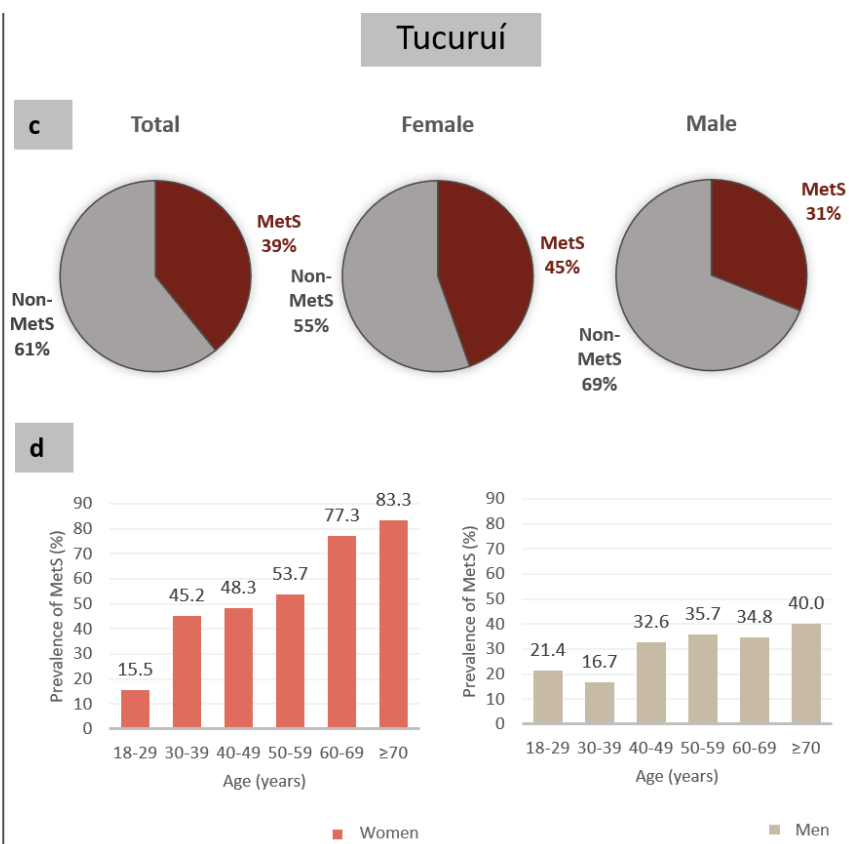 Tucuruí
c
Total
Female
Male
MetS
39%
Non-
MetS
61%
MetS
45%
Non-
MetS
55%
MetS
31%
Non-
MetS
69%
d
Prevalence of MetS (%)
90
80
70
60
50
40
30
20
10
0
15.5
45.2
48.3
53.7
77.3
83.3
18-29 30-39 40-49 50-59 60-69 ≥70
Age (years)
Women
Prevalence of MetS (%)
90
80
70
60
50
40
30
20
10
0
21.4
16.7
32.6
35.7
34.8
40.0
18-29 30-39 40-49 50-59 60-69 ≥70
Age (years)
Men